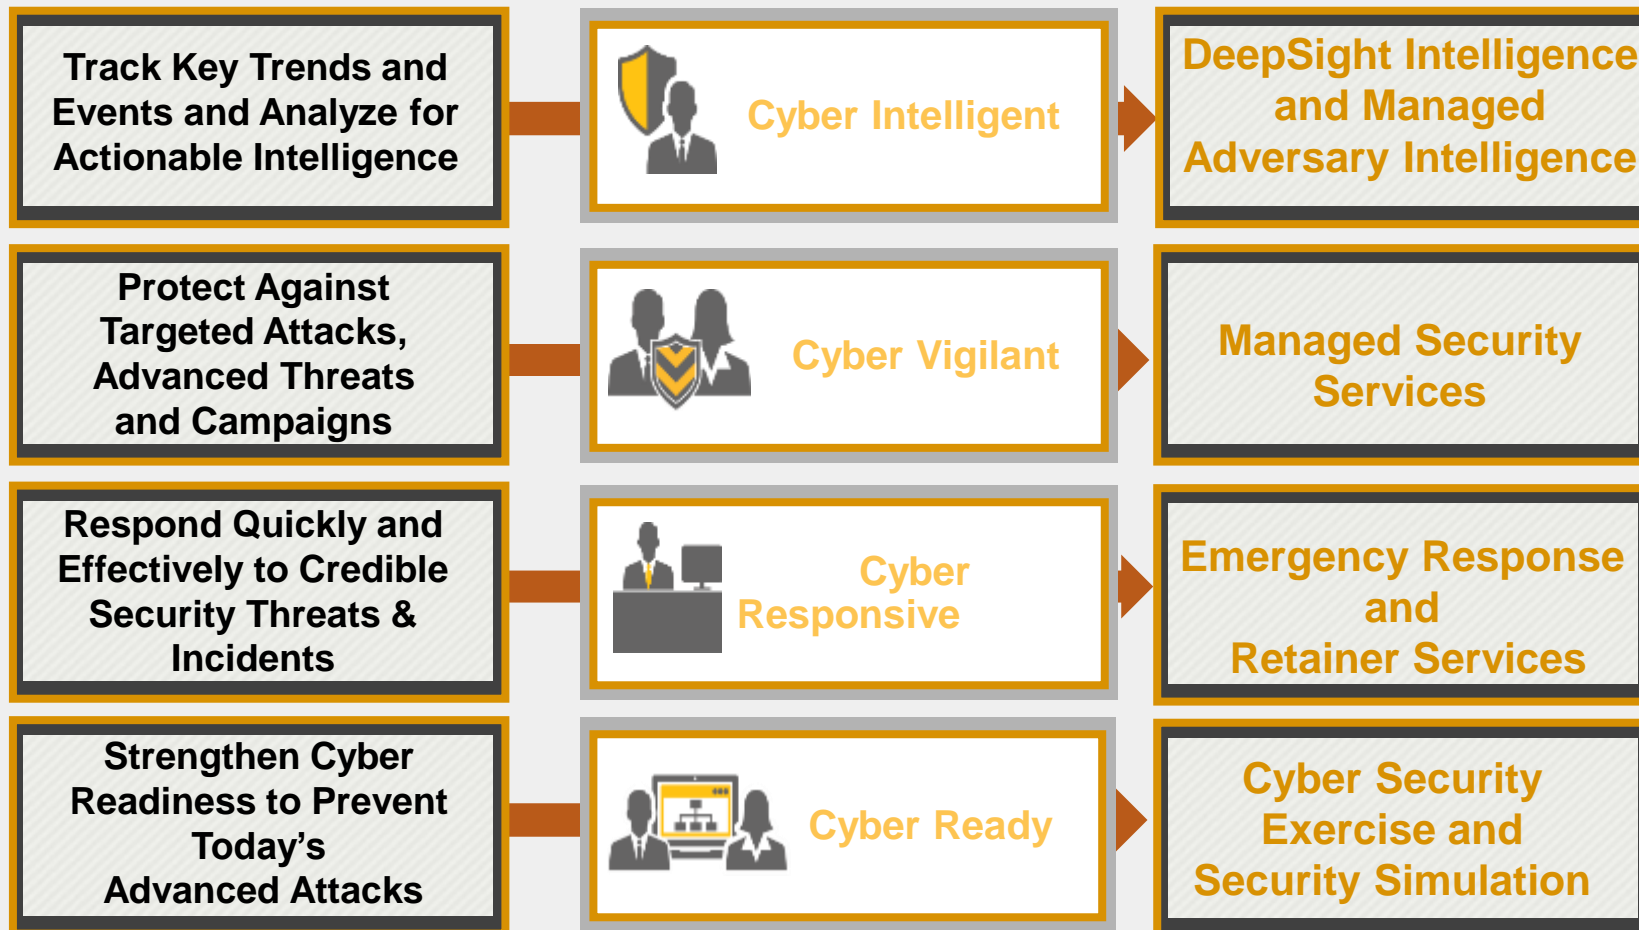 Track Key Trends and
Events and Analyze for
Actionable Intelligence
Cyber Intelligent
DeepSight Intelligence
and Managed
Adversary Intelligence
Protect Against
Targeted Attacks,
Advanced Threats
and Campaigns
Cyber Vigilant
Managed Security
Services
Respond Quickly and
Effectively to Credible
Security Threats &
Incidents
Cyber
Responsive
Emergency Response
and
Retainer Services
Strengthen Cyber
Readiness to Prevent
Today’s
Advanced Attacks
Cyber Ready
Cyber Security
Exercise and
Security Simulation